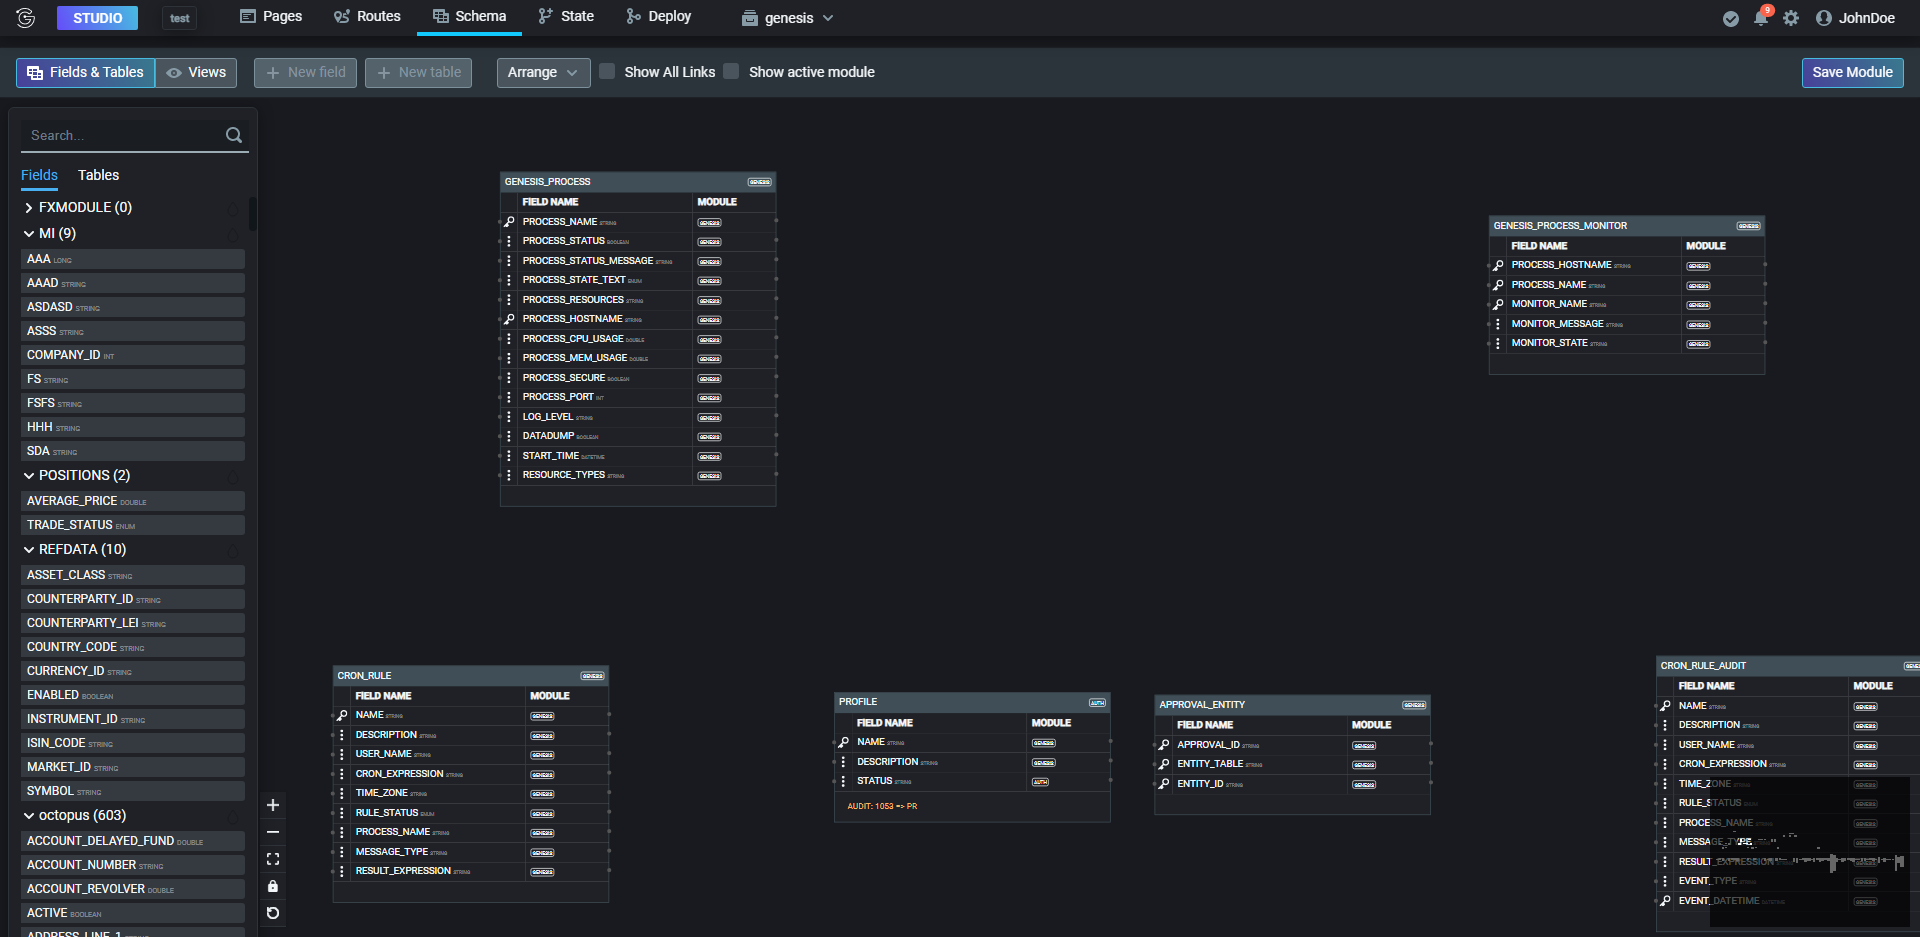 STUDIO
test
Pages
Routes
Schema
State
Deploy
genesis
9
JohnDoe
Fields & Tables
Views
New field
New table
Arrange
Show All Links
Show active module
Save Module
Search...
Fields
Tables
FXMODULE (0)
MI (9)
AAA LONG
AAAD STRING
ASDASD STRING
ASSS STRING
COMPANY_ID INT
FS STRING
FSFS STRING
HHH STRING
SDA STRING
POSITIONS (2)
AVERAGE_PRICE DOUBLE
TRADE_STATUS ENUM
REFDATA (10)
ASSET_CLASS STRING
COUNTERPARTY_ID STRING
COUNTERPARTY_LEI STRING
COUNTRY_CODE STRING
CURRENCY_ID STRING
ENABLED BOOLEAN
INSTRUMENT_ID STRING
ISIN_CODE STRING
MARKET_ID STRING
SYMBOL STRING
octopus (603)
ACCOUNT_DELAYED_FUND DOUBLE
ACCOUNT_NUMBER STRING
ACCOUNT_REVOLVER DOUBLE
ACTIVE BOOLEAN
ADDRESS_LINE_1 STRING
GENESIS_PROCESS GENESIS
FIELD NAME MODULE
PROCESS_NAME STRING GENESIS
PROCESS_STATUS BOOLEAN GENESIS
PROCESS_STATUS_MESSAGE STRING GENESIS
PROCESS_STATE_TEXT ENUM GENESIS
PROCESS_RESOURCES STRING GENESIS
PROCESS_HOSTNAME STRING GENESIS
PROCESS_CPU_USAGE DOUBLE GENESIS
PROCESS_MEM_USAGE DOUBLE GENESIS
PROCESS_SECURE BOOLEAN GENESIS
PROCESS_PORT INT GENESIS
LOG_LEVEL STRING GENESIS
DATADUMP BOOLEAN GENESIS
START_TIME DATETIME GENESIS
RESOURCE_TYPES STRING GENESIS
GENESIS_PROCESS_MONITOR GENESIS
FIELD NAME MODULE
PROCESS_HOSTNAME STRING GENESIS
PROCESS_NAME STRING GENESIS
MONITOR_NAME STRING GENESIS
MONITOR_MESSAGE STRING GENESIS
MONITOR_STATE STRING GENESIS
CRON_RULE GENESIS
FIELD NAME MODULE
NAME STRING GENESIS
DESCRIPTION STRING GENESIS
USER_NAME STRING GENESIS
CRON_EXPRESSION STRING GENESIS
TIME_ZONE STRING GENESIS
RULE_STATUS ENUM GENESIS
PROCESS_NAME STRING GENESIS
MESSAGE_TYPE STRING GENESIS
RESULT_EXPRESSION STRING GENESIS
PROFILE AUTH
FIELD NAME MODULE
NAME STRING GENESIS
DESCRIPTION STRING GENESIS
STATUS STRING AUTH
AUDIT: 1053 => PR
APPROVAL_ENTITY GENESIS
FIELD NAME MODULE
APPROVAL_ID STRING GENESIS
ENTITY_TABLE STRING GENESIS
ENTITY_ID STRING GENESIS
CRON_RULE_AUDIT GENESIS
FIELD NAME MODULE
NAME STRING GENESIS
DESCRIPTION STRING GENESIS
USER_NAME STRING GENESIS
CRON_EXPRESSION STRING GENESIS
TIME_ZONE STRING GENESIS
RULE_STATUS ENUM GENESIS
PROCESS_NAME STRING GENESIS
MESSAGE_TYPE STRING GENESIS
RESULT_EXPRESSION STRING GENESIS
EVENT_TYPE STRING GENESIS
EVENT_DATETIME DATETIME GENESIS